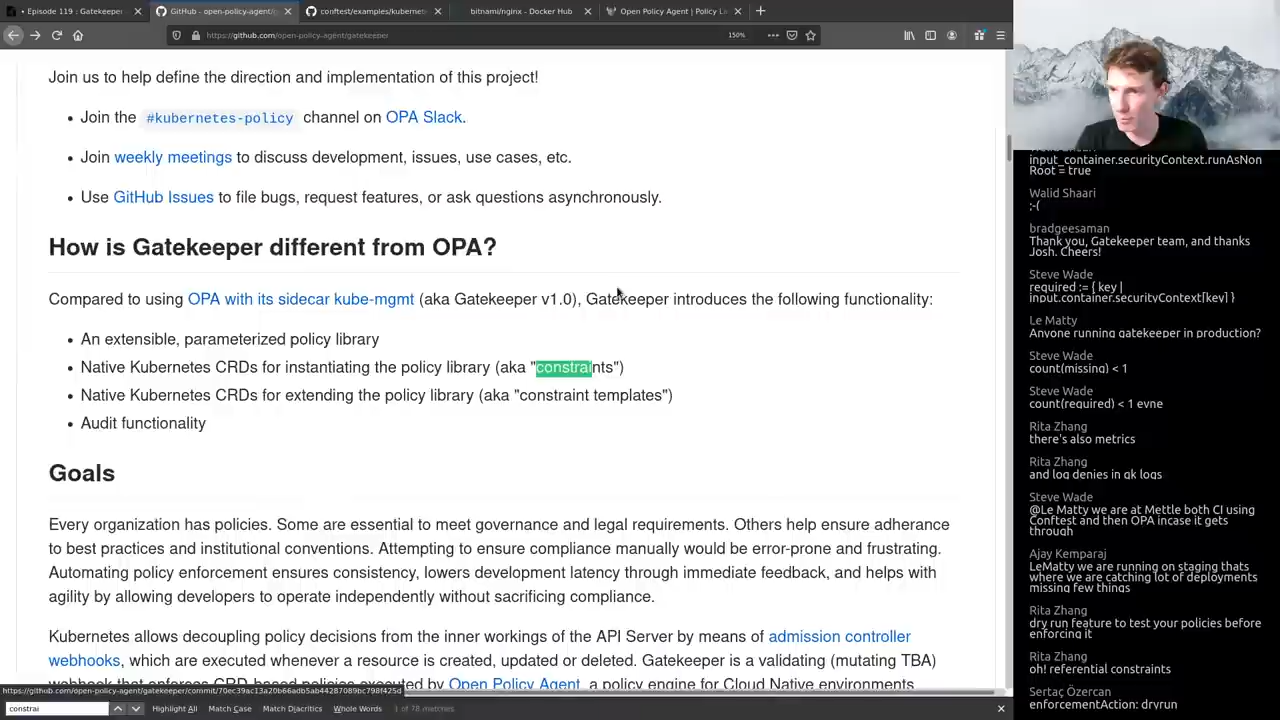 Episode 119 : Gatekeeper
GitHub - open-policy-agent/g
conftest/examples/kubernet
bitnami/nginx - Docker Hub
Open Policy Agent | Policy La
https://github.com/open-policy-agent/gatekeeper
150%
Join us to help define the direction and implementation of this project!
• Join the #kubernetes-policy channel on OPA Slack.
• Join weekly meetings to discuss development, issues, use cases, etc.
• Use GitHub Issues to file bugs, request features, or ask questions asynchronously.
How is Gatekeeper different from OPA?
Compared to using OPA with its sidecar kube-mgmt (aka Gatekeeper v1.0), Gatekeeper introduces the following functionality:
• An extensible, parameterized policy library
• Native Kubernetes CRDs for instantiating the policy library (aka "constraints")
• Native Kubernetes CRDs for extending the policy library (aka "constraint templates")
• Audit functionality
Goals
Every organization has policies. Some are essential to meet governance and legal requirements. Others help ensure adherance
to best practices and institutional conventions. Attempting to ensure compliance manually would be error-prone and frustrating.
Automating policy enforcement ensures consistency, lowers development latency through immediate feedback, and helps with
agility by allowing developers to operate independently without sacrificing compliance.
Kubernetes allows decoupling policy decisions from the inner workings of the API Server by means of admission controller
webhooks, which are executed whenever a resource is created, updated or deleted. Gatekeeper is a validating (mutating TBA)
webhook that enforces CRD-based policies executed by Open Policy Agent, a policy engine for Cloud Native environments
https://github.com/open-policy-agent/gatekeeper/commit/70ec39ac13a20b66adb5ab44287089bc798f425d
constrai
Highlight All
Match Case
Match Diacritics
Whole Words
1 of 78 matches
input_container.securityContext.runAsNon
Root = true
Walid Shaari
:-(
bradgeesaman
Thank you, Gatekeeper team, and thanks
Josh. Cheers!
Steve Wade
required := { key |
input.container.securityContext[key] }
Le Matty
Anyone running gatekeeper in production?
Steve Wade
count(missing) < 1
Steve Wade
count(required) < 1 evne
Rita Zhang
there's also metrics
Rita Zhang
and log denies in gk logs
Steve Wade
@Le Matty we are at Mettle both CI using
Conftest and then OPA incase it gets
through
Ajay Kemparaj
LeMatty we are running on staging thats
where we are catching lot of deployments
missing few things
Rita Zhang
dry run feature to test your policies before
enforcing it
Rita Zhang
oh! referential constraints
Sertaç Özercan
enforcementAction: dryrun